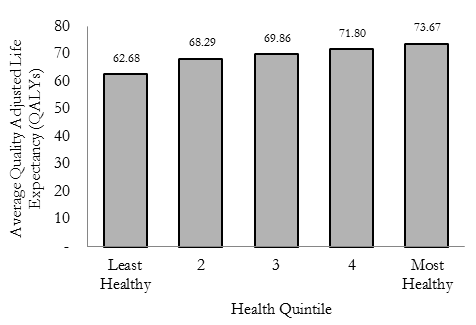 Average Quality Adjusted Life
Expectancy (QALYs)
80
70
60
50
40
30
20
10
-
62.68
68.29
69.86
71.80
73.67
Least
Healthy
2
3
4
Most
Healthy
Health Quintile